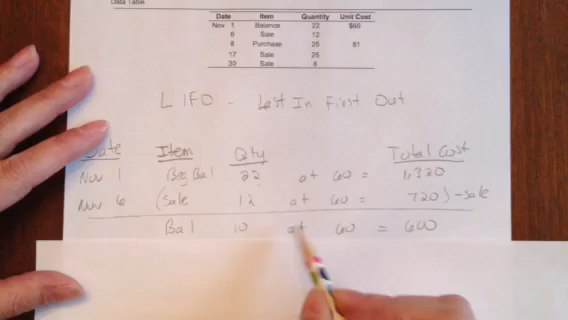 Data Table
Date Item Quantity Unit Cost
Nov 1 Balance 22 $60
6 Sale 12
8 Purchase 25 81
17 Sale 25
30 Sale 8
LIFO - Last In First Out
Date Item Qty Total Cost
Nov 1 Beg Bal 22 at 60 = 1,320
Nov 6 (sale 12 at 60 = 720) - sale
Bal 10 at 60 = 600